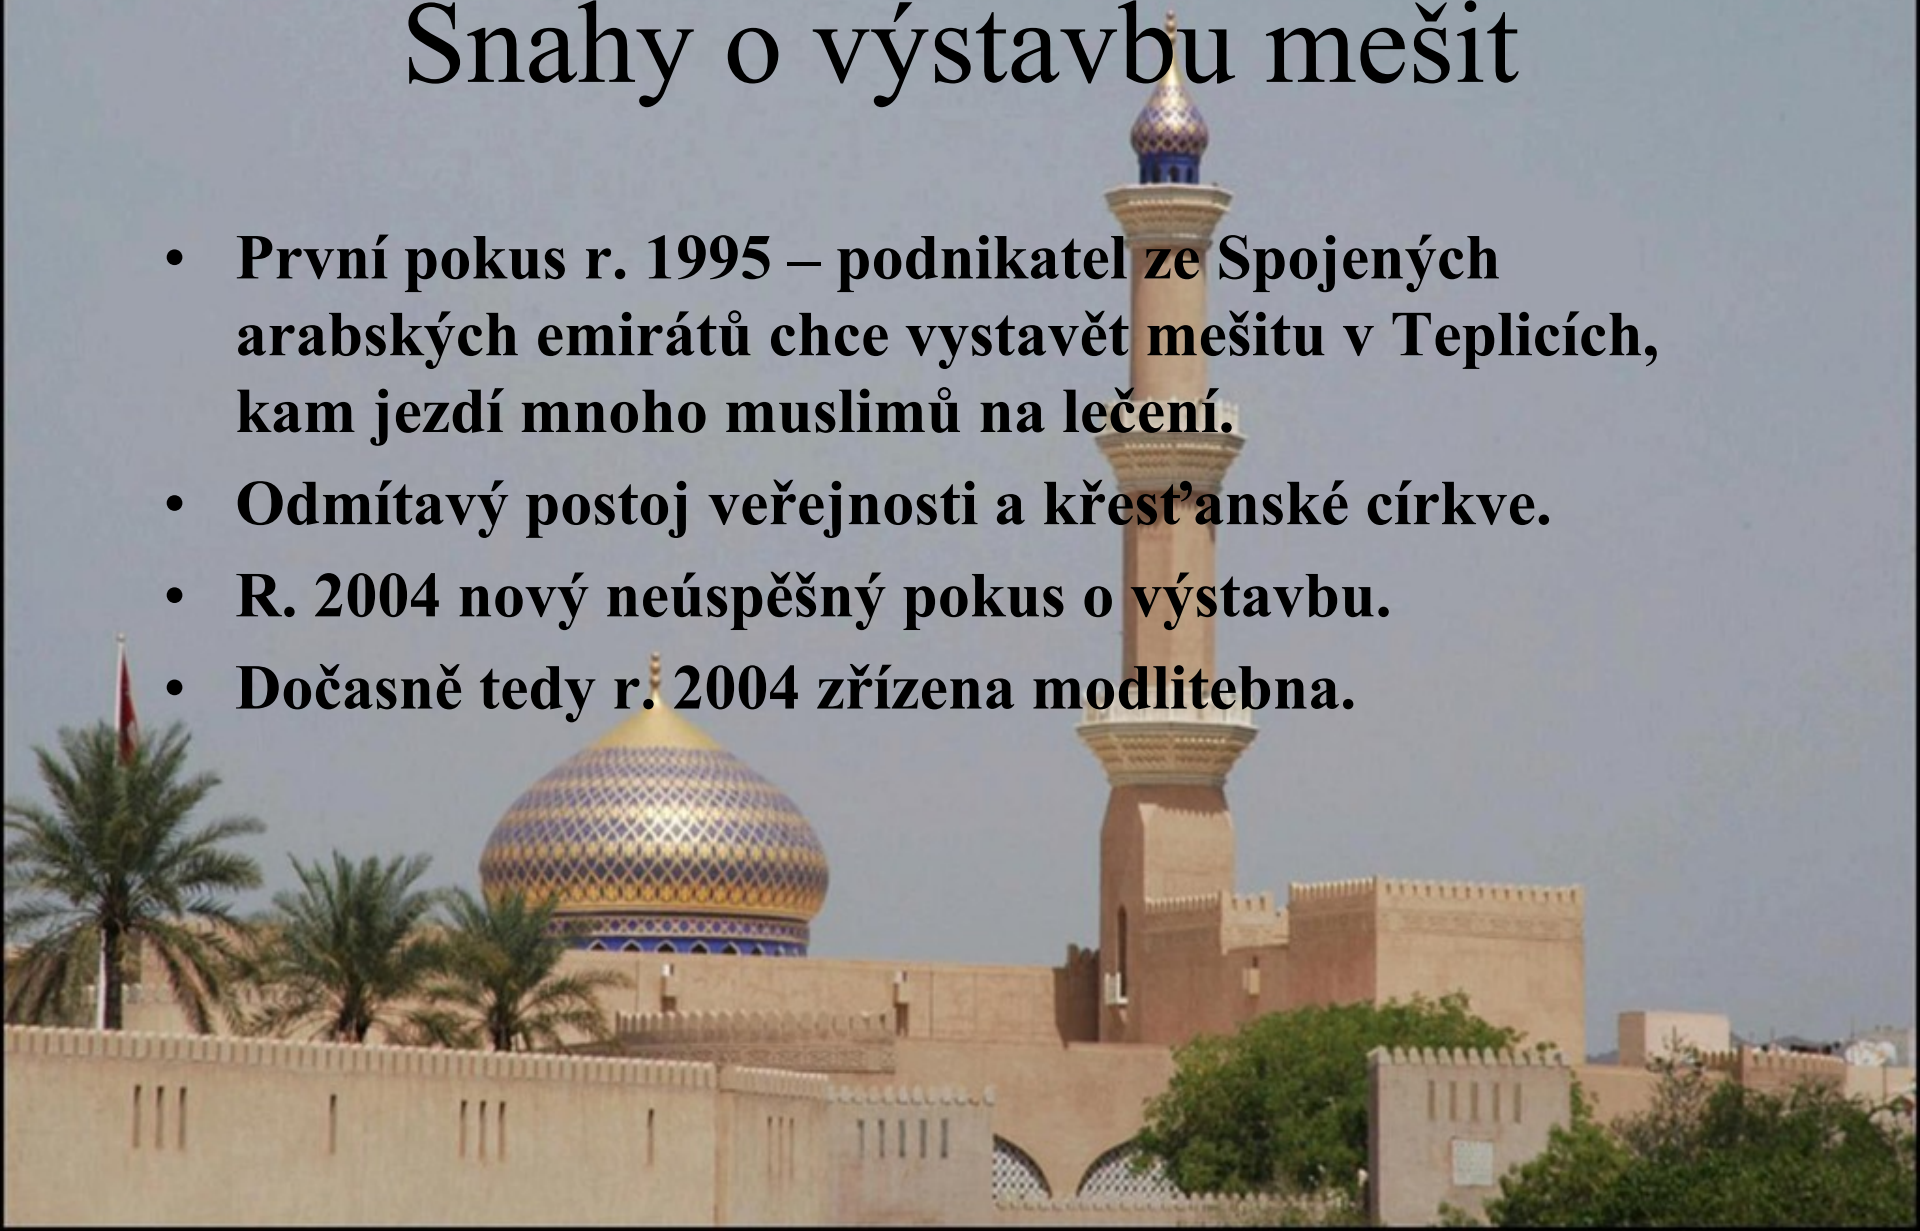 Snahy o výstavbu mešit
• První pokus r. 1995 – podnikatel ze Spojených
arabských emirátů chce vystavět mešitu v Teplicích,
kam jezdí mnoho muslimů na lečení.
• Odmítavý postoj veřejnosti a křesťanské církve.
• R. 2004 nový neúspěšný pokus o výstavbu.
• Dočasně tedy r. 2004 zřízena modlitebna.